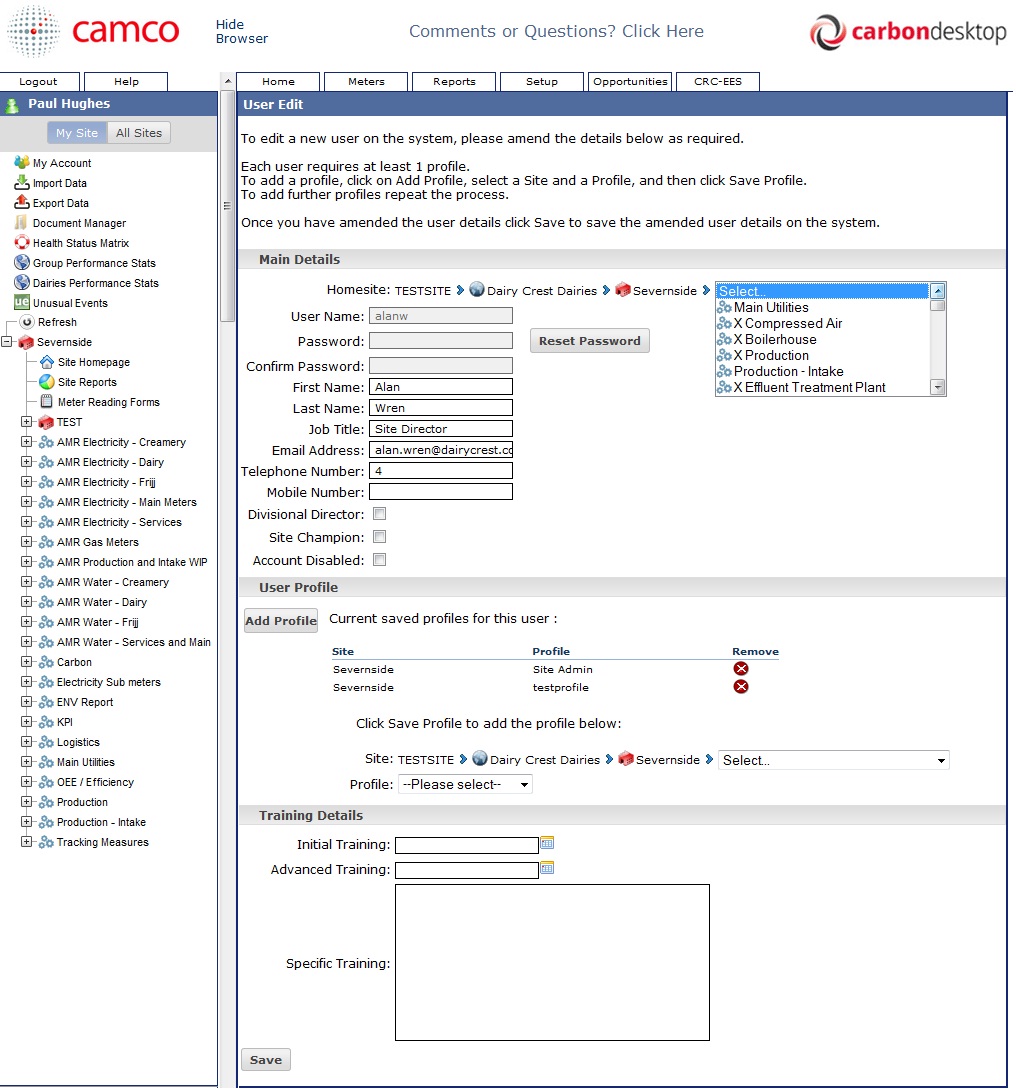 camco
Hide
Browser
Comments or Questions? Click Here
carbondesktop
Logout
Help
Home
Meters
Reports
Setup
Opportunities
CRC-EES
Paul Hughes
My Site
All Sites
My Account
Import Data
Export Data
Document Manager
Health Status Matrix
Group Performance Stats
Dairies Performance Stats
ue Unusual Events
Refresh
Severnside
Site Homepage
Site Reports
Meter Reading Forms
TEST
AMR Electricity - Creamery
AMR Electricity - Dairy
AMR Electricity - Frijj
AMR Electricity - Main Meters
AMR Electricity - Services
AMR Gas Meters
AMR Production and Intake WIP
AMR Water - Creamery
AMR Water - Dairy
AMR Water - Frijj
AMR Water - Services and Main
Carbon
Electricity Sub meters
ENV Report
KPI
Logistics
Main Utilities
OEE / Efficiency
Production
Production - Intake
Tracking Measures
User Edit
To edit a new user on the system, please amend the details below as required.
Each user requires at least 1 profile.
To add a profile, click on Add Profile, select a Site and a Profile, and then click Save Profile.
To add further profiles repeat the process.
Once you have amended the user details click Save to save the amended user details on the system.
Main Details
Homesite: TESTSITE Dairy Crest Dairies Severnside
Select...
Main Utilities
X Compressed Air
X Boilerhouse
X Production
Production - Intake
X Effluent Treatment Plant
User Name: alanw
Password:
Reset Password
Confirm Password:
First Name: Alan
Last Name: Wren
Job Title: Site Director
Email Address: alan.wren@dairycrest.co
Telephone Number: 4
Mobile Number:
Divisional Director:
Site Champion:
Account Disabled:
User Profile
Add Profile
Current saved profiles for this user :
Site Profile Remove
Severnside Site Admin
Severnside testprofile
Click Save Profile to add the profile below:
Site: TESTSITE Dairy Crest Dairies Severnside Select...
Profile: --Please select--
Training Details
Initial Training:
Advanced Training:
Specific Training:
Save